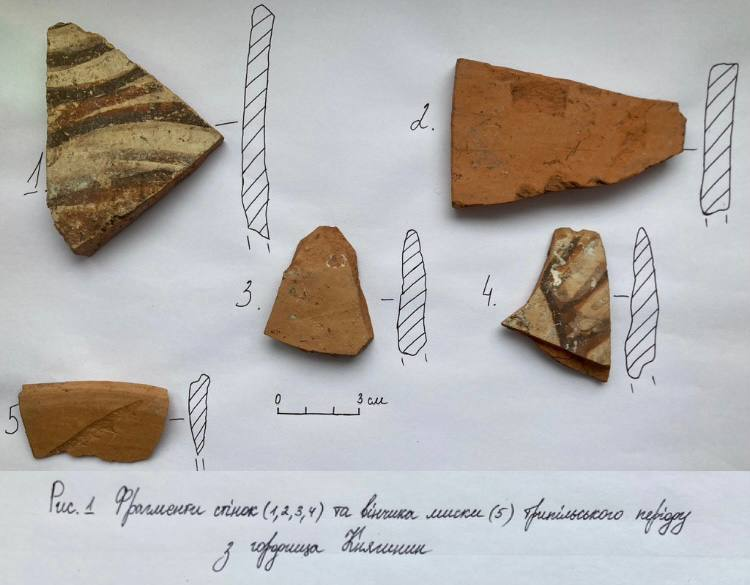 1
2.
3.
4.
5
0 3 см
Рис. 1 Фрагменти стінок (1,2,3,4) та вінчика миски (5) трипільського періоду
з городища Княгинин